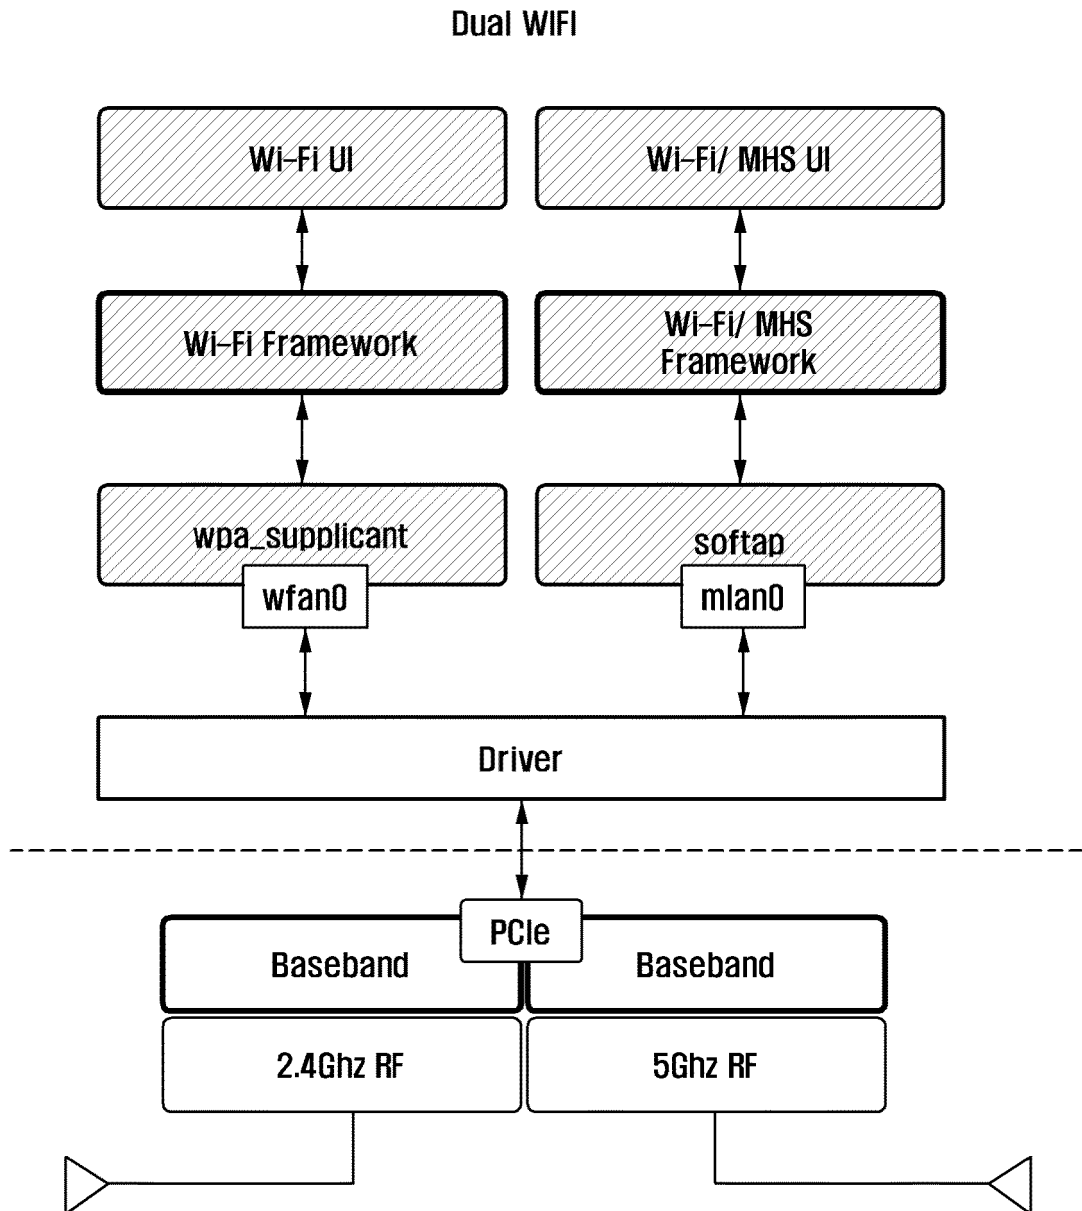 Dual WIFI
Wi-Fi UI
Wi-Fi/ MHS UI
Wi-Fi Framework
Wi-Fi/ MHS
Framework
wpa_supplicant
softap
wfan0
mlan0
Driver
PCIe
Baseband
Baseband
2.4Ghz RF
5Ghz RF